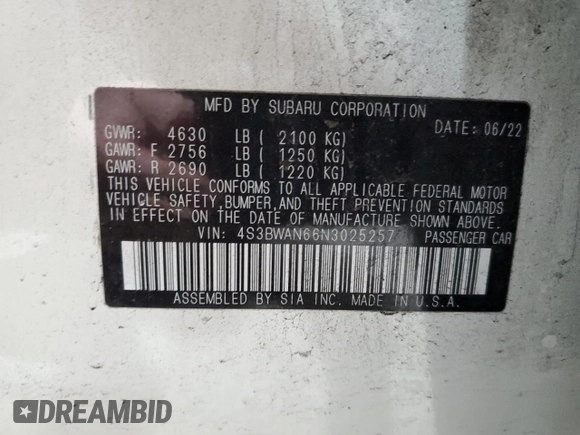 MFD BY SUBARU CORPORATION
GVWR: 4630 LB ( 2100 KG) DATE: 06/22
GAWR: F 2756 LB ( 1250 KG)
GAWR: R 2690 LB ( 1220 KG)
THIS VEHICLE CONFORMS TO ALL APPLICABLE FEDERAL MOTOR
VEHICLE SAFETY, BUMPER, AND THEFT PREVENTION STANDARDS
IN EFFECT ON THE DATE OF MANUFACTURE SHOWN ABOVE.
VIN: 4S3BWAN66N3025257 PASSENGER CAR
ASSEMBLED BY SIA INC. MADE IN U.S.A.
DREAMBID